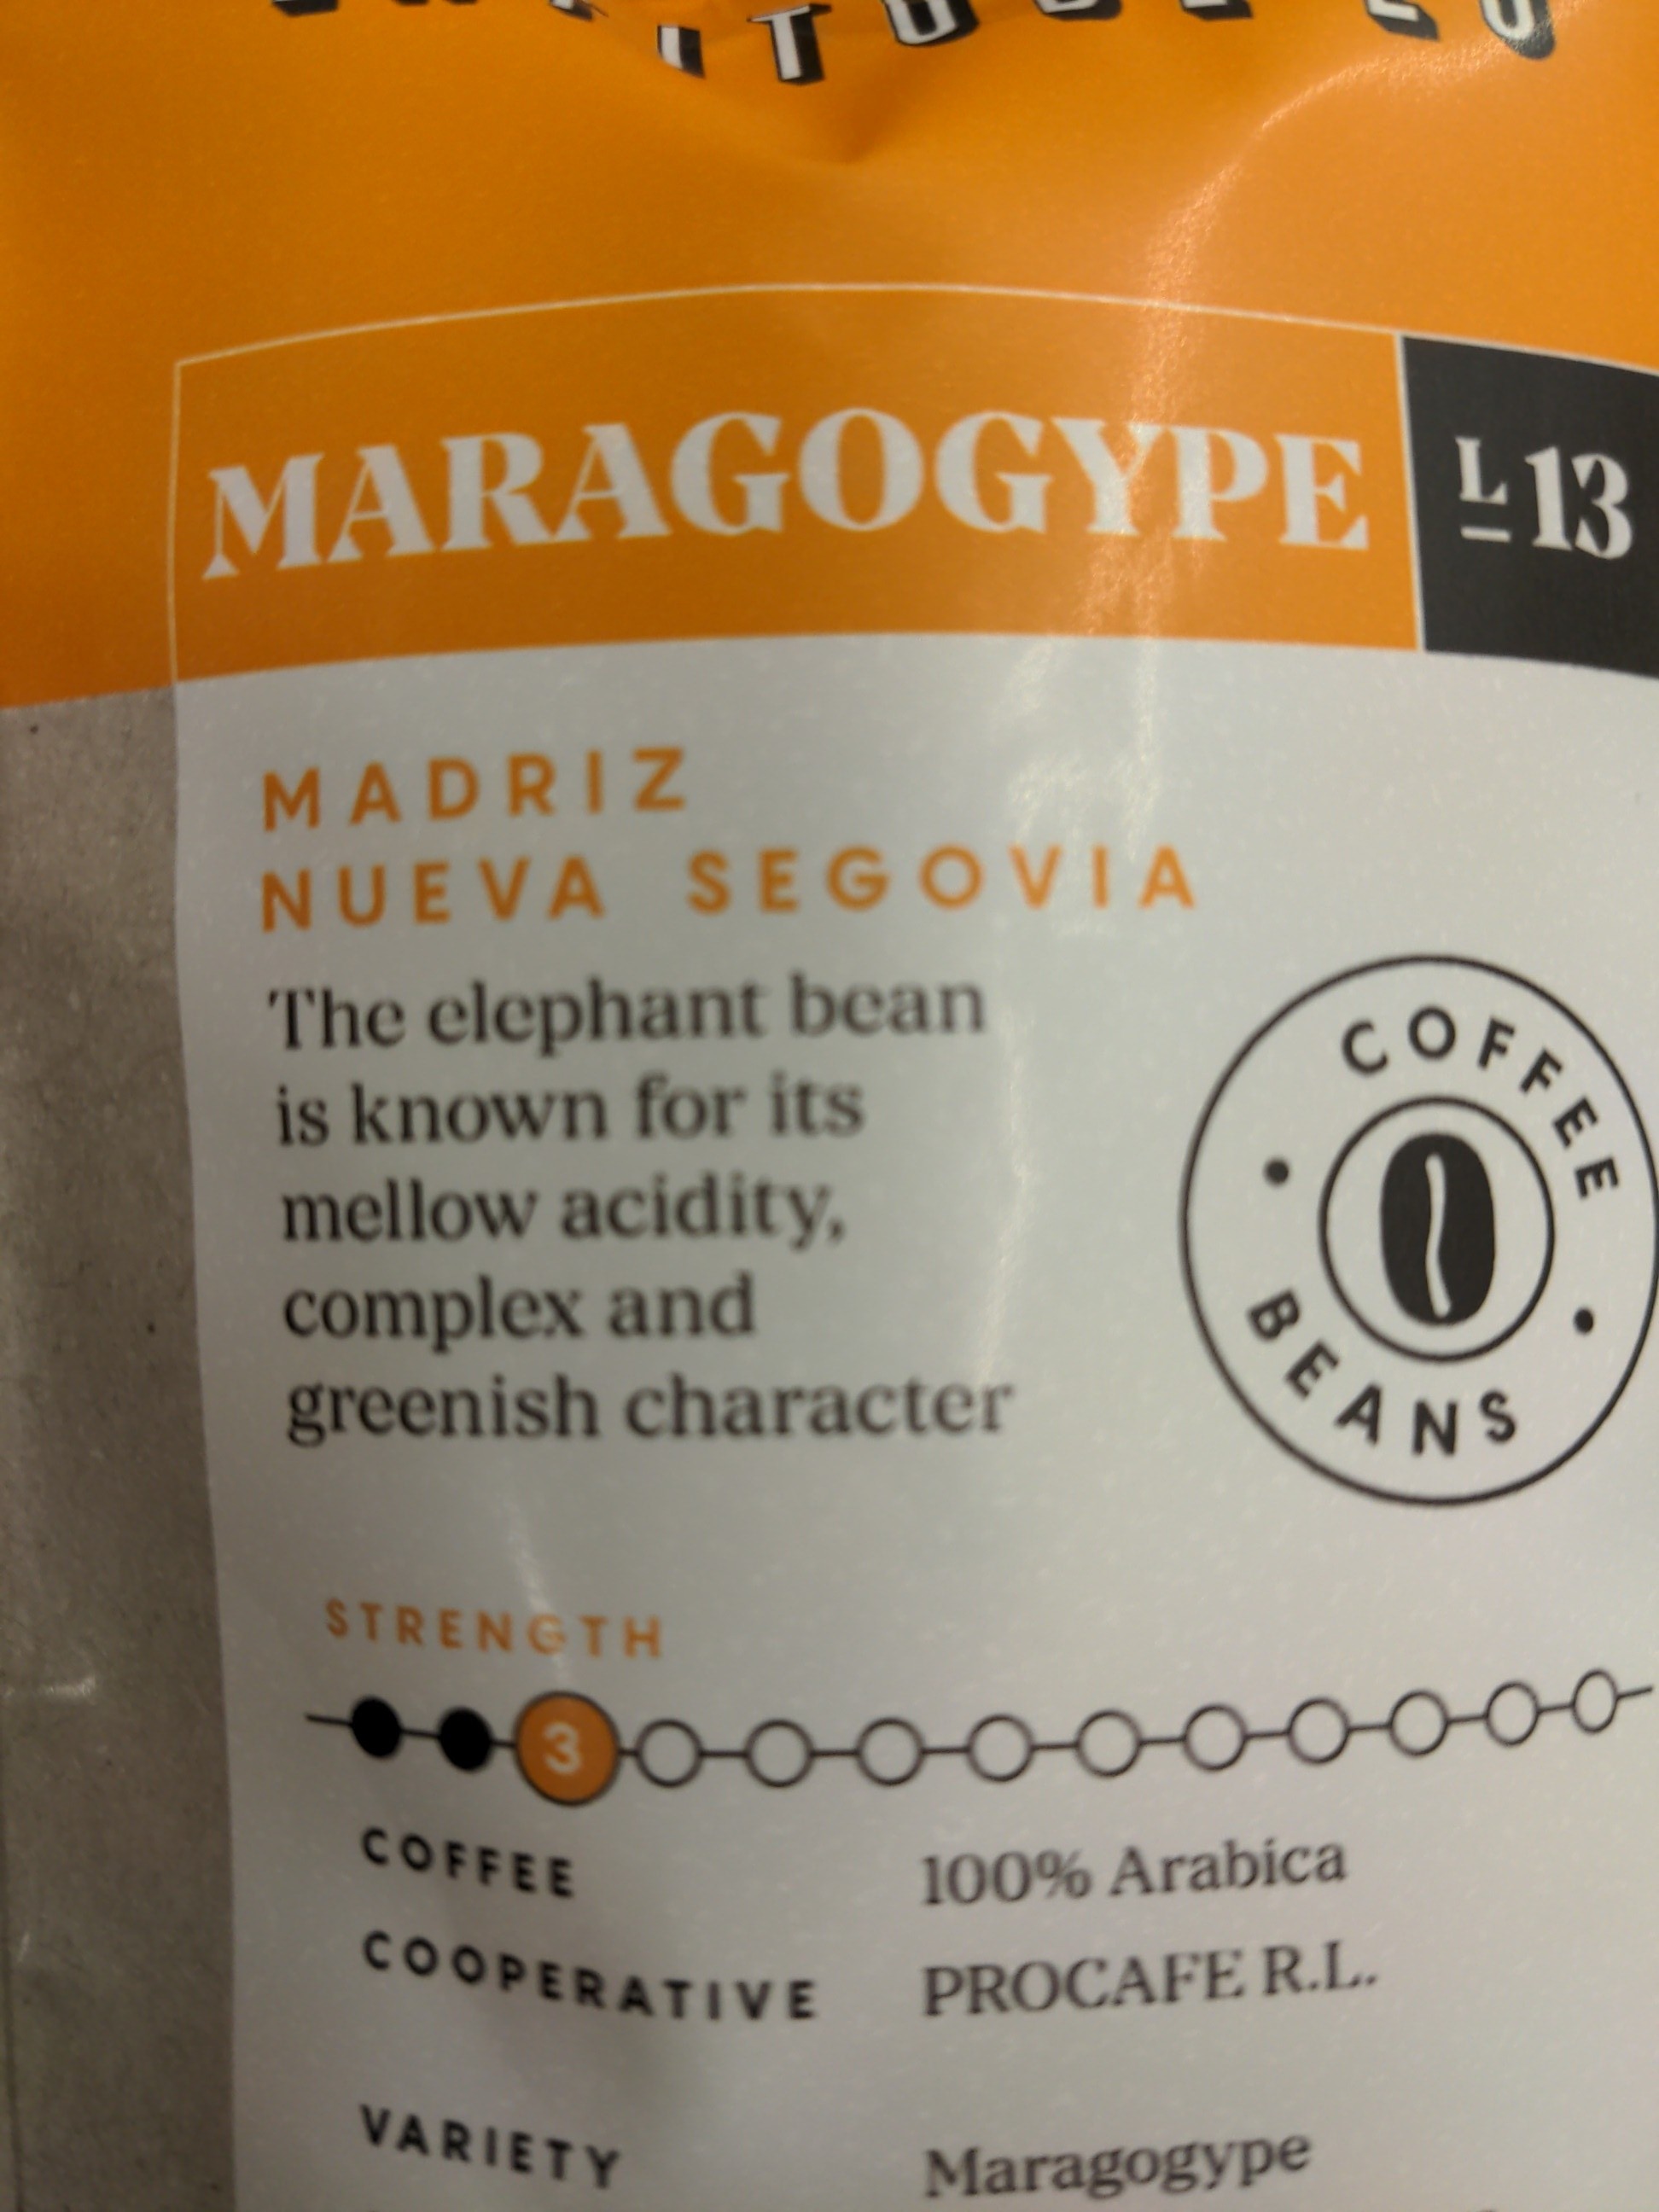 MARAGOGYPE
L13
MADRIZ
NUEVA SEGOVIA
The elephant bean
is known for its
mellow acidity,
complex and
greenish character
COFFEE
BEANS
STRENGTH
3
COFFEE 100% Arabica
COOPERATIVE PROCAFE R.L.
VARIETY Maragogype